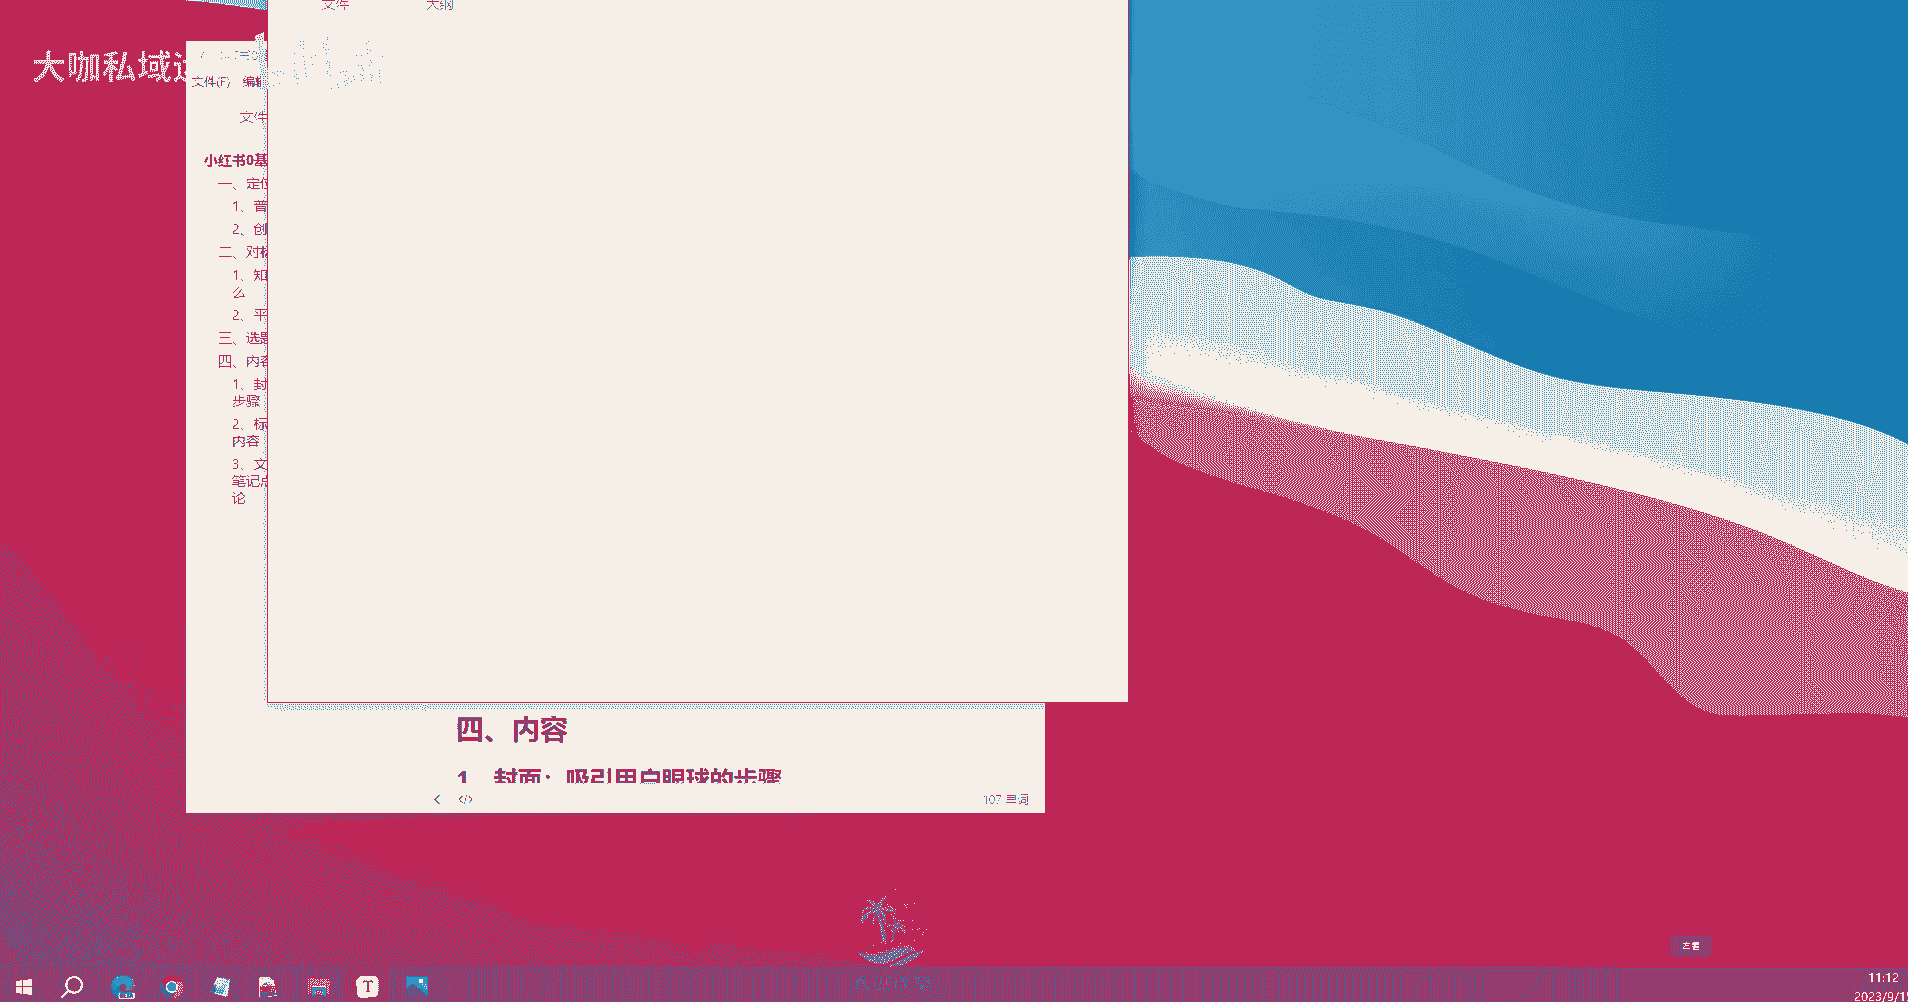 文件 大纲
大咖私域
文件(F) 编辑
文件
小红书0基
一、定位
1、普
2、创
二、对标
1、知
么
2、平
三、选题
四、内容
1、封
步骤
2、标
内容
3、文
笔记点
论
四、内容
1、封面：吸引用户眼球的步骤
107 单词
11:12
2023/9/15